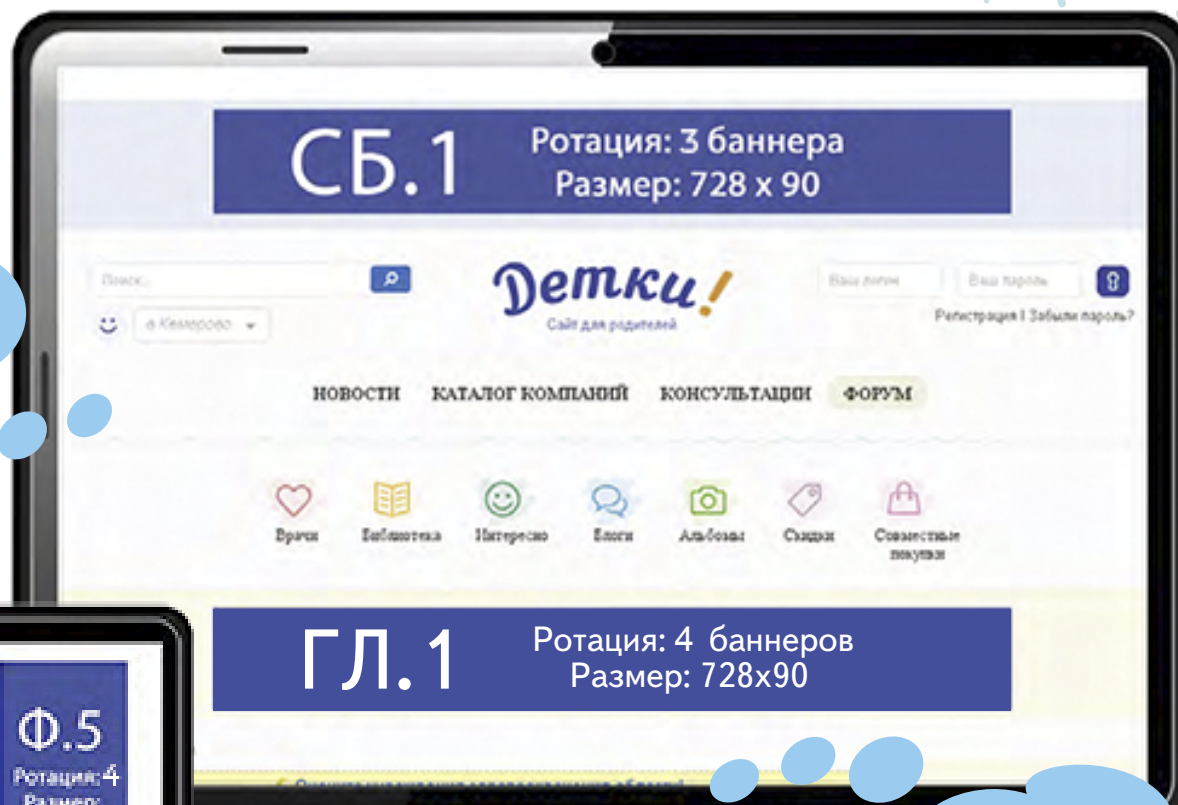 СБ.1
Ротация: 3 баннера
Размер: 728 x 90
Поиск...
Детки!
Ваш логин
Ваш пароль
Сайт для родителей
в Кемерово
Регистрация | Забыли пароль?
НОВОСТИ КАТАЛОГ КОМПАНИЙ КОНСУЛЬТАЦИИ ФОРУМ
Врачи Библиотека Интересно Блоги Альбомы Скидки Совместные
покупки
ГЛ.1
Ротация: 4 баннеров
Размер: 728x90
Ф.5
Ротация: 4
Размер: